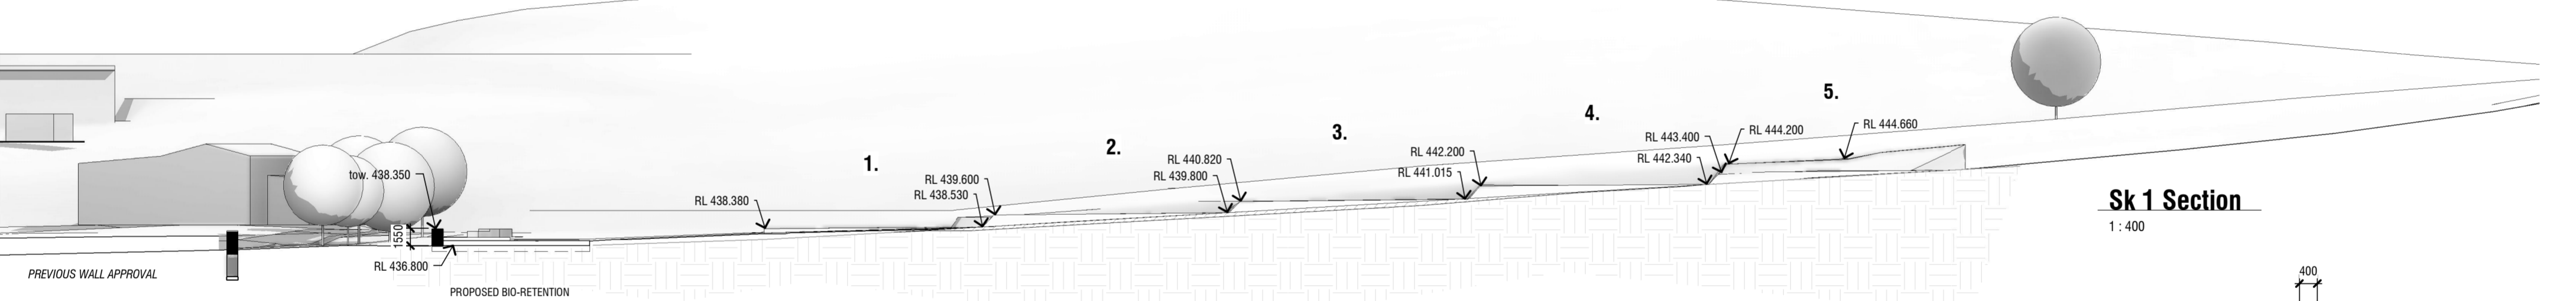 1.
2.
3.
4.
5.
tow. 438.350
RL 438.380
RL 439.600
RL 438.530
RL 440.820
RL 439.800
RL 442.200
RL 441.015
RL 443.400
RL 442.340
RL 444.200
RL 444.660
1550
RL 436.800
PREVIOUS WALL APPROVAL
PROPOSED BIO-RETENTION
Sk 1 Section
1 : 400
400